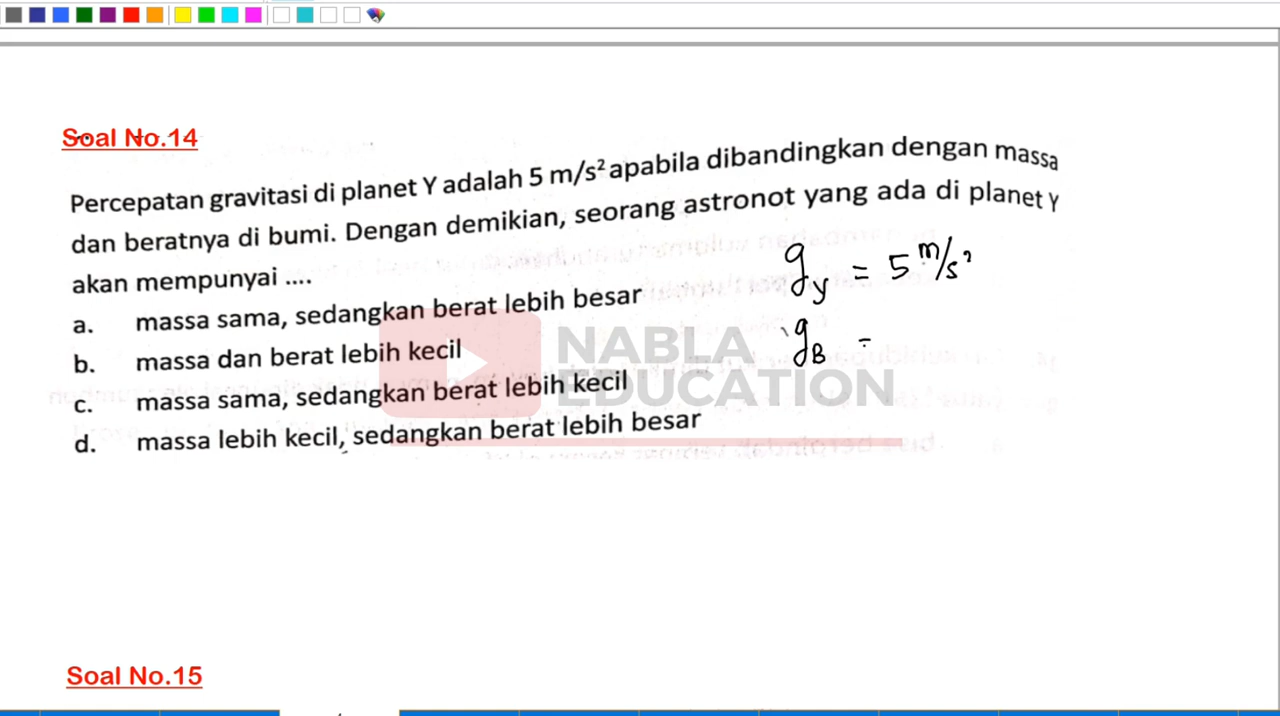 Soal No.14
Percepatan gravitasi di planet Y adalah 5 m/s² apabila dibandingkan dengan massa
dan beratnya di bumi. Dengan demikian, seorang astronot yang ada di planet Y
akan mempunyai ....
a. massa sama, sedangkan berat lebih besar
b. massa dan berat lebih kecil
c. massa sama, sedangkan berat lebih kecil
d. massa lebih kecil, sedangkan berat lebih besar
g_y = 5 m/s²
g_B =
NABLA
EDUCATION
Soal No.15